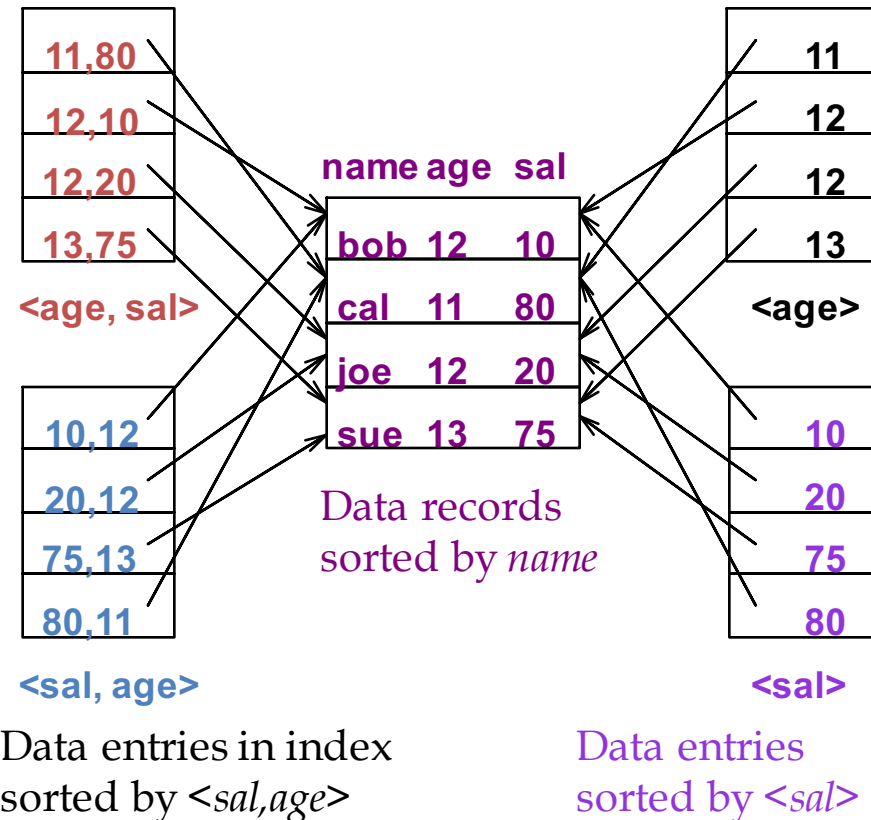 11,80
12,10
12,20
13,75
<age, sal>
10,12
20,12
75,13
80,11
<sal, age>
Data entries in index
sorted by <sal,age>
name age sal
bob 12 10
cal 11 80
joe 12 20
sue 13 75
Data records
sorted by name
11
12
12
13
<age>
10
20
75
80
<sal>
Data entries
sorted by <sal>